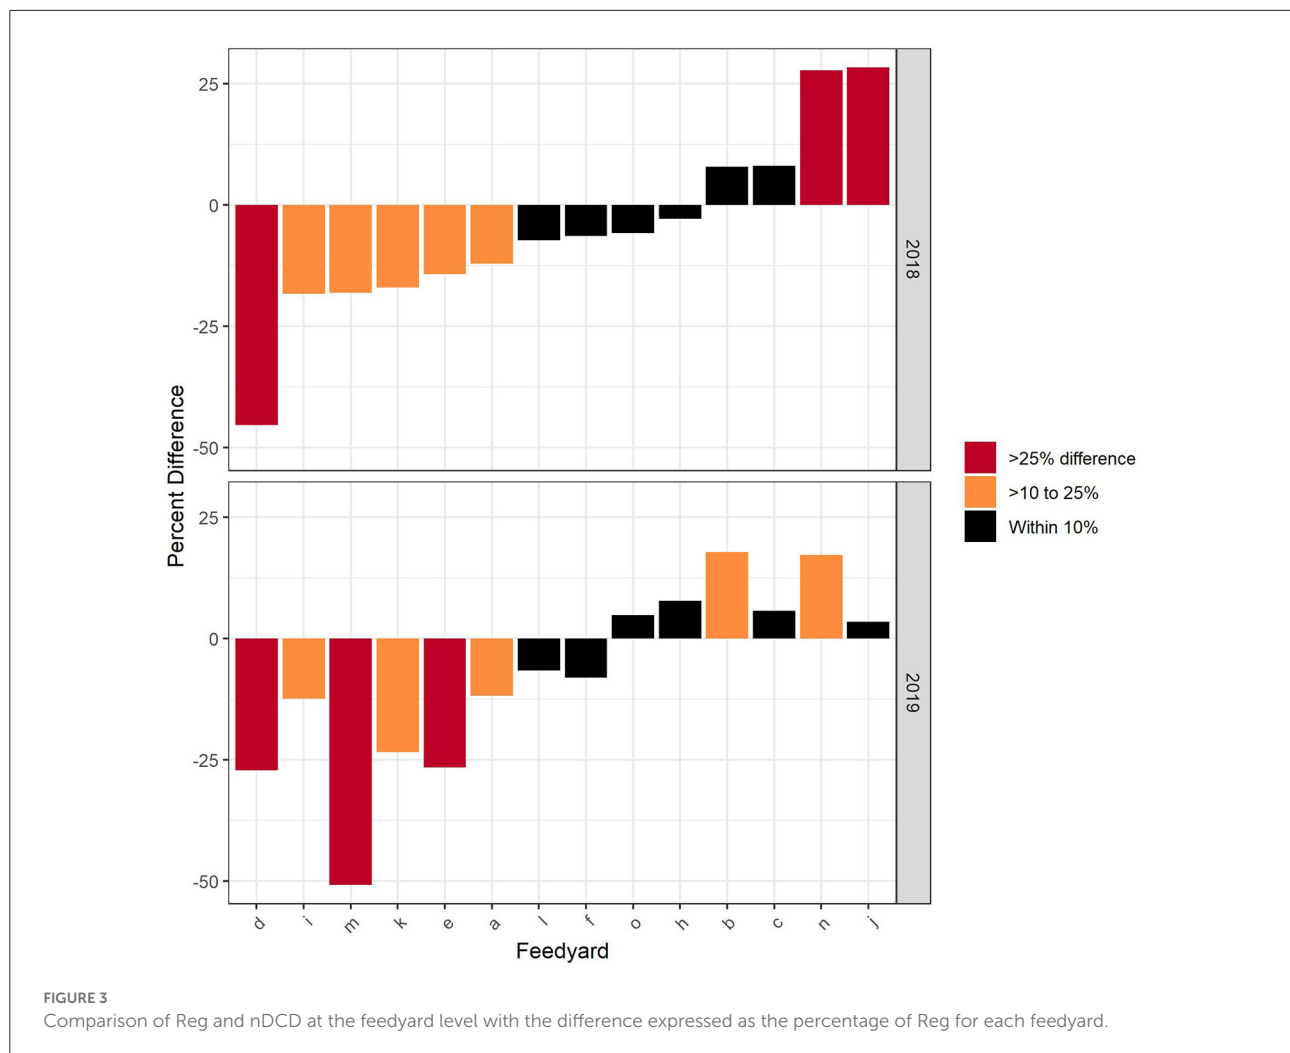 25
0
-25
-50
2018
25
0
-25
-50
2019
Percent Difference
d i m k e a l f o h b c n j
Feedyard
>25% difference
>10 to 25%
Within 10%
FIGURE 3
Comparison of Reg and nDCD at the feedyard level with the difference expressed as the percentage of Reg for each feedyard.